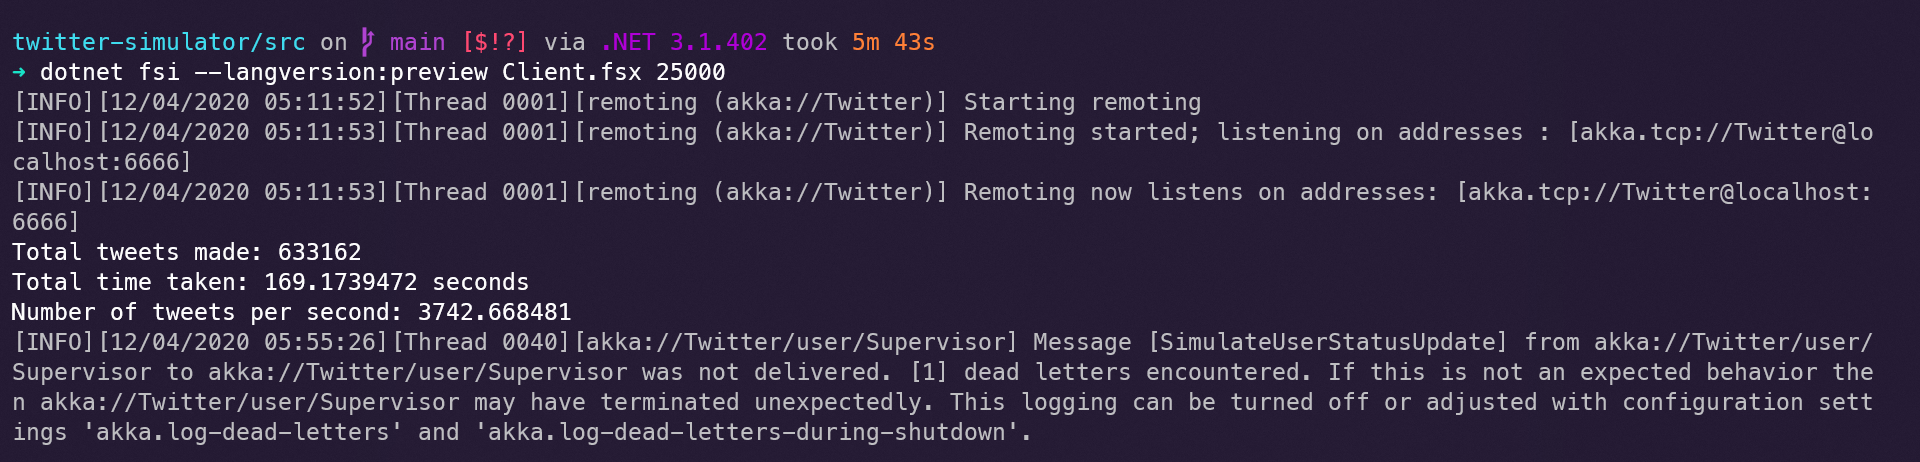 twitter-simulator/src on main [$!?] via .NET 3.1.402 took 5m 43s
➜ dotnet fsi --langversion:preview Client.fsx 25000
[INFO][12/04/2020 05:11:52][Thread 0001][remoting (akka://Twitter)] Starting remoting
[INFO][12/04/2020 05:11:53][Thread 0001][remoting (akka://Twitter)] Remoting started; listening on addresses : [akka.tcp://Twitter@lo
calhost:6666]
[INFO][12/04/2020 05:11:53][Thread 0001][remoting (akka://Twitter)] Remoting now listens on addresses: [akka.tcp://Twitter@localhost:
6666]
Total tweets made: 633162
Total time taken: 169.1739472 seconds
Number of tweets per second: 3742.668481
[INFO][12/04/2020 05:55:26][Thread 0040][akka://Twitter/user/Supervisor] Message [SimulateUserStatusUpdate] from akka://Twitter/user/
Supervisor to akka://Twitter/user/Supervisor was not delivered. [1] dead letters encountered. If this is not an expected behavior the
n akka://Twitter/user/Supervisor may have terminated unexpectedly. This logging can be turned off or adjusted with configuration sett
ings 'akka.log-dead-letters' and 'akka.log-dead-letters-during-shutdown'.